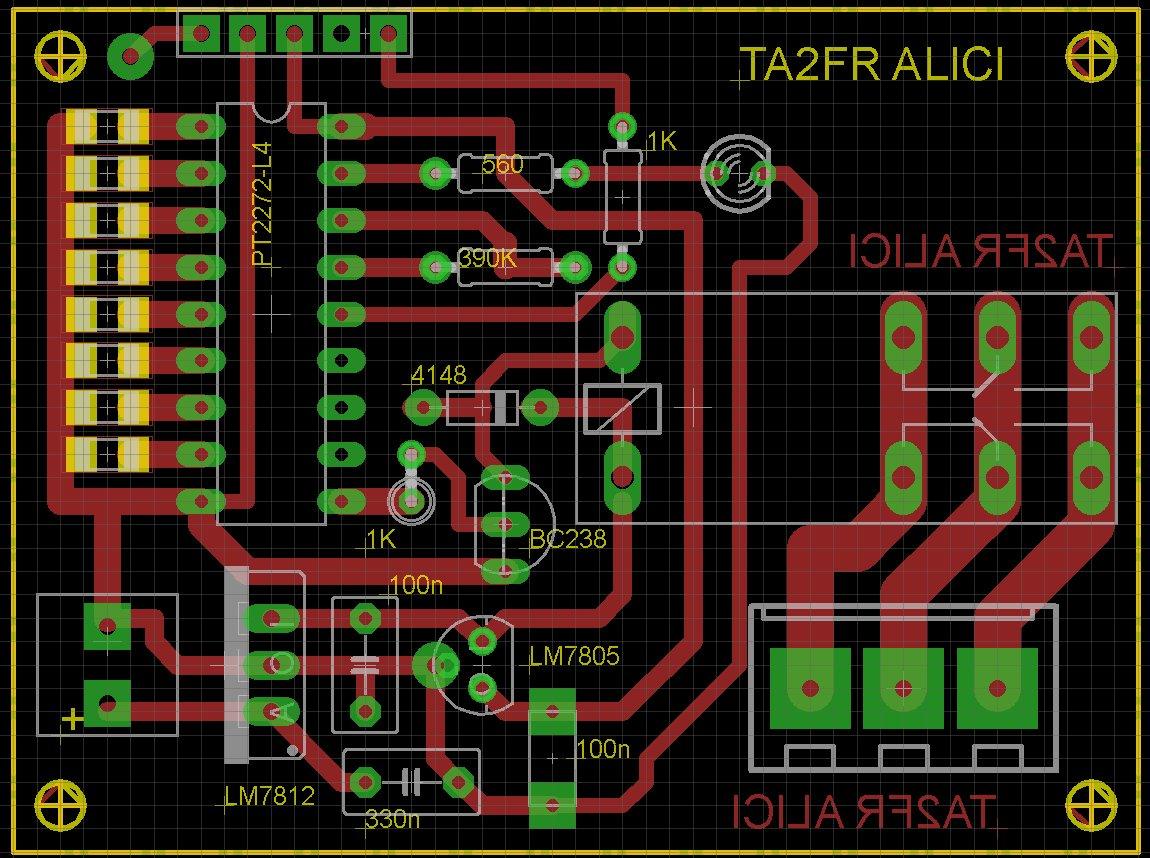 TA2FR ALICI
1K
560
PT2272-L4
TA2FR ALICI
390K
4148
1K
BC238
100n
LM7805
+
100n
LM7812
330n
TA2FR ALICI